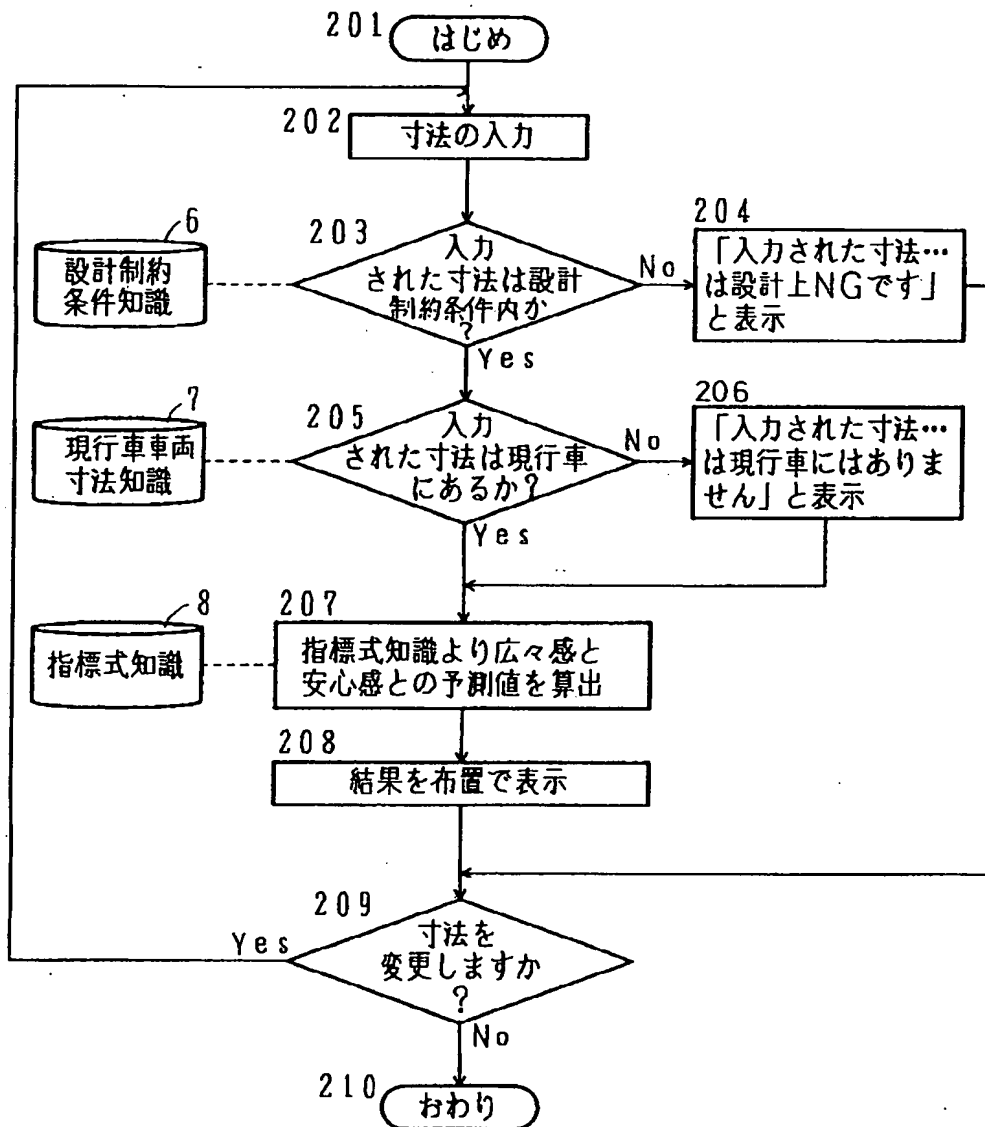 201
はじめ
202
寸法の入力
6
設計制約
条件知識
203
入力
された寸法は設計
制約条件内か
?
No
Yes
204
「入力された寸法…
は設計上NGです」
と表示
7
現行車車両
寸法知識
205
入力
された寸法は現行車
にあるか?
No
Yes
206
「入力された寸法…
は現行車にはありま
せん」と表示
8
指標式知識
207
指標式知識より広々感と
安心感との予測値を算出
208
結果を布置で表示
209
寸法を
変更しますか
?
Yes
No
210
おわり